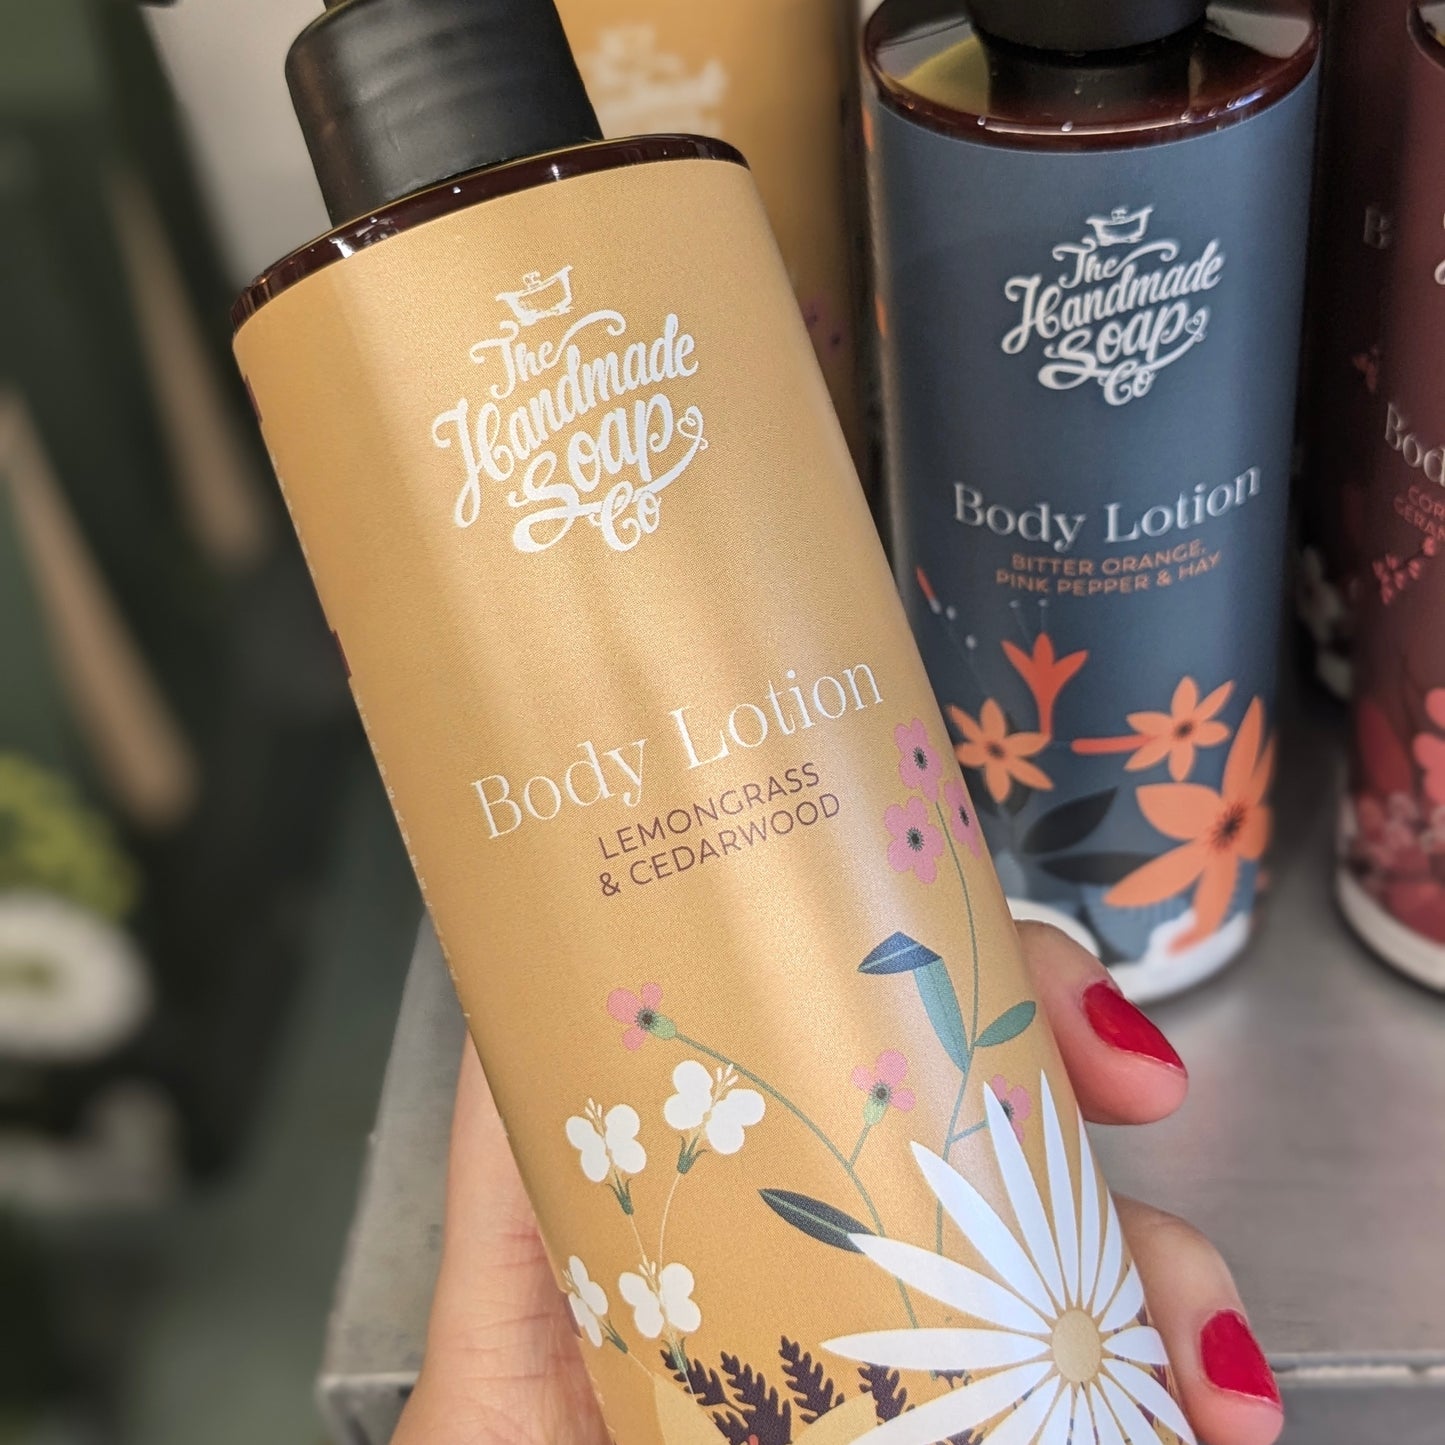 The
Handmade
Soap
Co
Body Lotion
LEMONGRASS
& CEDARWOOD
The
Handmade
Soap
Co
Body Lotion
BITTER ORANGE,
PINK PEPPER & HAY